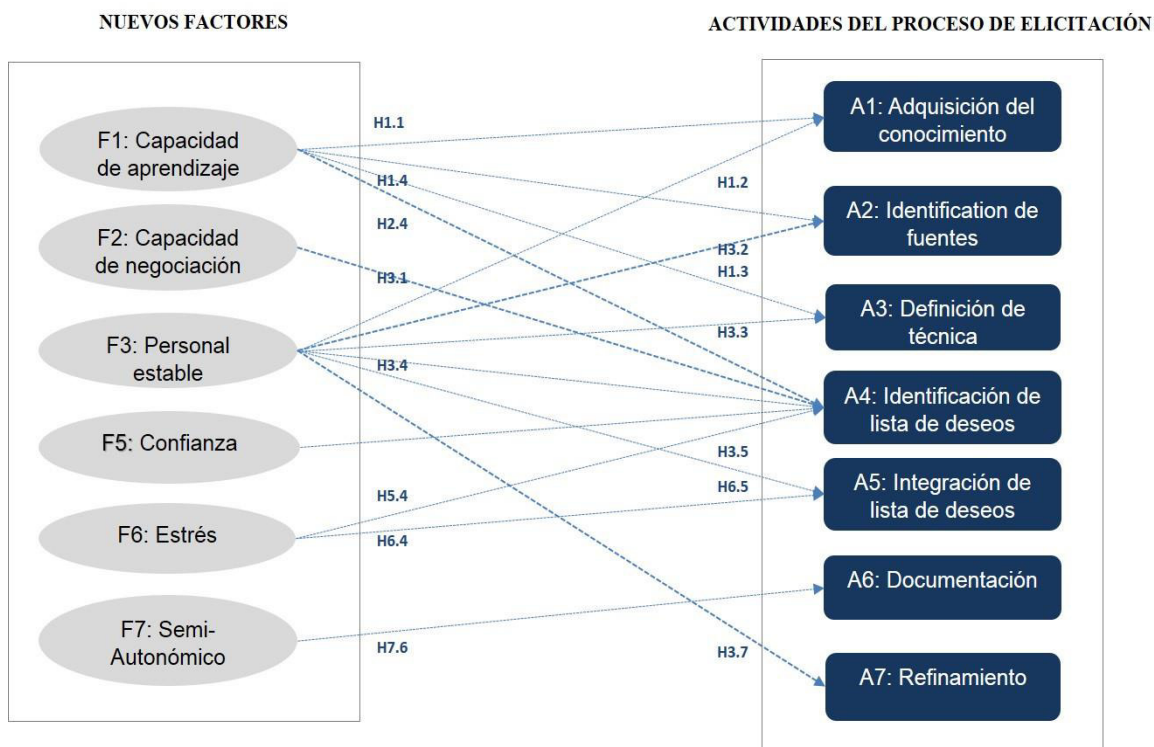 NUEVOS FACTORES
F1: Capacidad
de aprendizaje
F2: Capacidad
de negociación
F3: Personal
estable
F5: Confianza
F6: Estrés
F7: Semi-
Autonómico
H1.1
H1.4
H2.4
H3.1
H3.4
H5.4
H6.4
H7.6
H1.2
H3.2
H1.3
H3.3
H3.5
H6.5
H3.7
ACTIVIDADES DEL PROCESO DE ELICITACIÓN
A1: Adquisición del
conocimiento
A2: Identification de
fuentes
A3: Definición de
técnica
A4: Identificación de
lista de deseos
A5: Integración de
lista de deseos
A6: Documentación
A7: Refinamiento